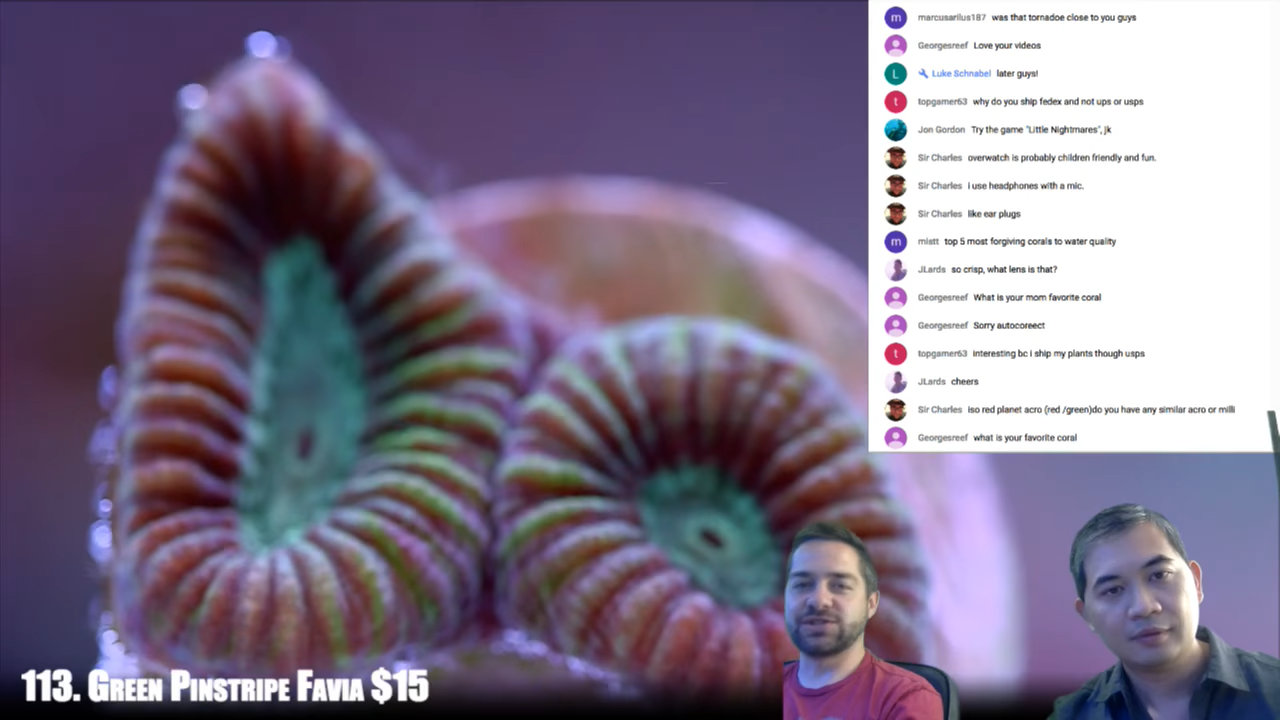 m marcusarilus187 was that tornadoe close to you guys
Georgesreef Love your videos
L Luke Schnabel later guys!
t topgamer63 why do you ship fedex and not ups or usps
Jon Gordon Try the game "Little Nightmares", jk
Sir Charles overwatch is probably children friendly and fun.
Sir Charles i use headphones with a mic.
Sir Charles like ear plugs
m mistt top 5 most forgiving corals to water quality
JLards so crisp, what lens is that?
Georgesreef What is your mom favorite coral
Georgesreef Sorry autocoreect
t topgamer63 interesting bc i ship my plants though usps
JLards cheers
Sir Charles iso red planet acro (red /green)do you have any similar acro or milli
Georgesreef what is your favorite coral
113. Green Pinstripe Favia $15